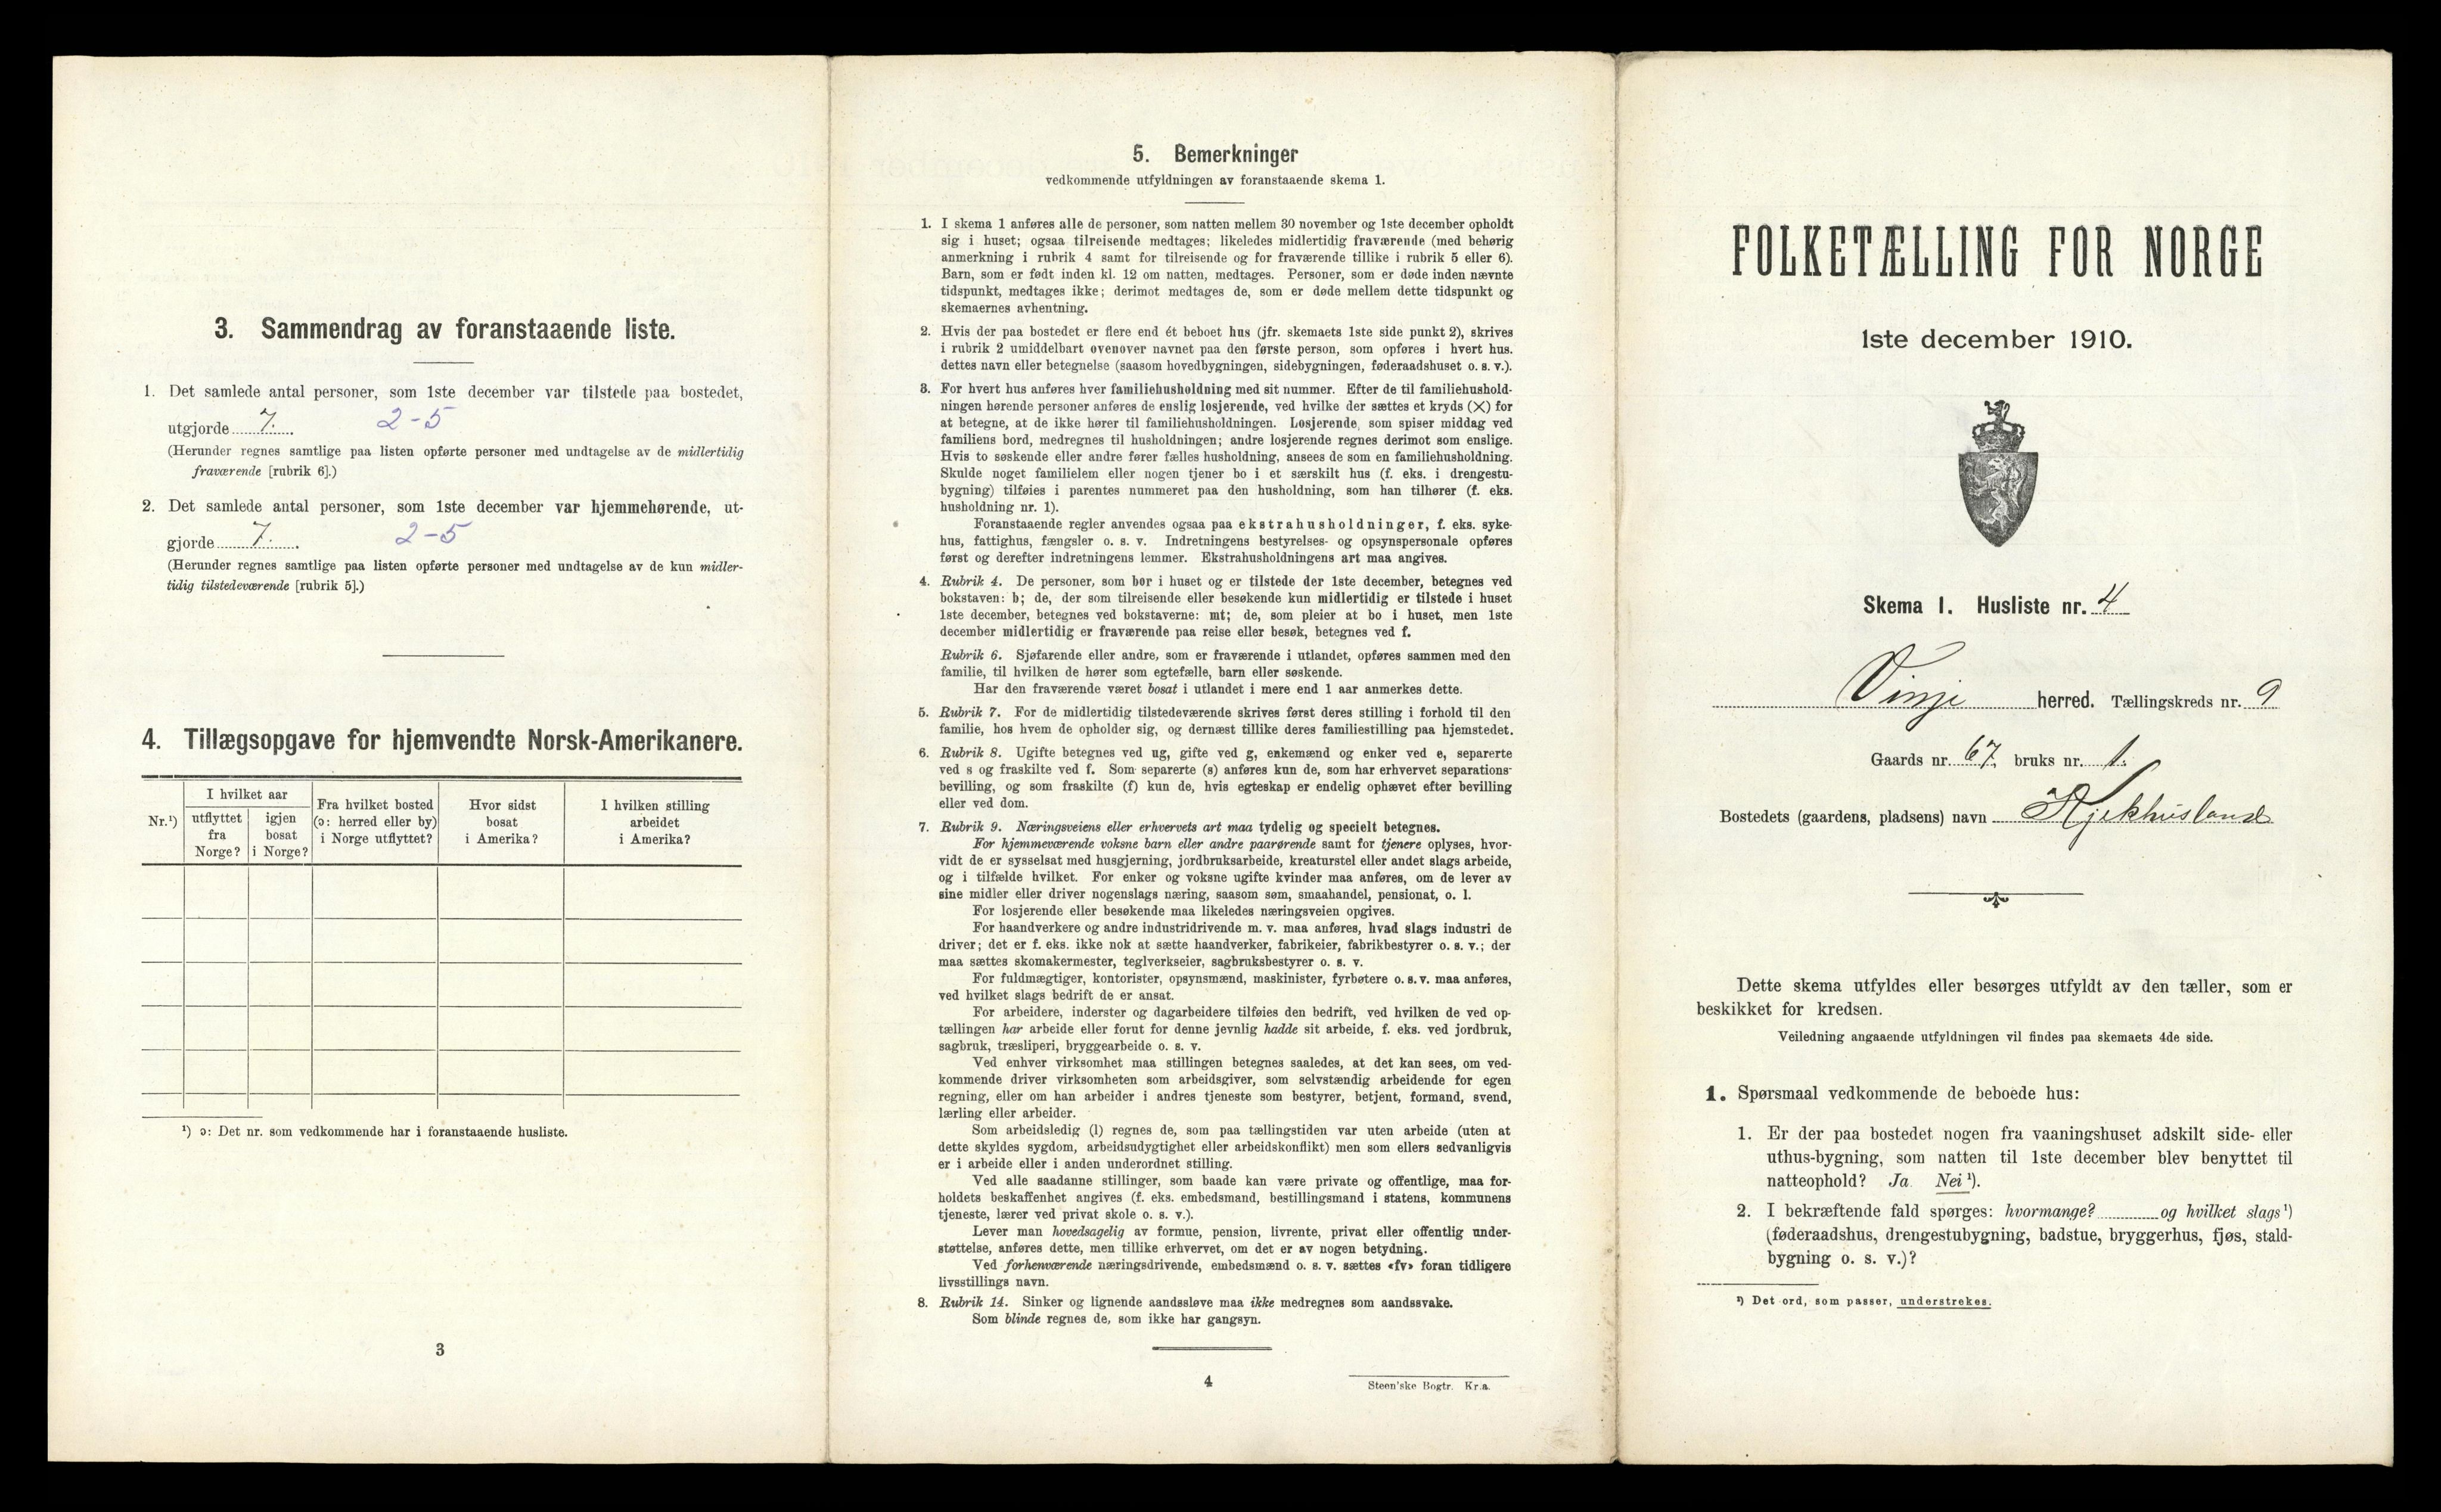 3. Sammendrag av foranstaaende liste.
1. Det samlede antal personer, som 1ste december var tilstede paa bostedet,
utgjorde 7. 2-5
(Herunder regnes samtlige paa listen opførte personer med undtagelse av de midlertidig
fraværende [rubrik 6].)
2. Det samlede antal personer, som 1ste december var hjemmehørende, ut-
gjorde 7. 2-5
(Herunder regnes samtlige paa listen opførte personer med undtagelse av de kun midler-
tidig tilstedeværende [rubrik 5].)
4. Tillægsopgave for hjemvendte Norsk-Amerikanere.
Nr.¹)
I hvilket aar
utflyttet fra Norge?
igjen bosat i Norge?
Fra hvilket bosted (ɔ: herred eller by) i Norge utflyttet?
Hvor sidst bosat i Amerika?
I hvilken stilling arbeidet i Amerika?
¹) ɔ: Det nr. som vedkommende har i foranstaaende husliste.
3
5. Bemerkninger
vedkommende utfyldningen av foranstaaende skema 1.
1. I skema 1 anføres alle de personer, som natten mellem 30 november og 1ste december opholdt
sig i huset; ogsaa tilreisende medtages; likeledes midlertidig fraværende (med behørig
anmerkning i rubrik 4 samt for tilreisende og for fraværende tillike i rubrik 5 eller 6).
Barn, som er født inden kl. 12 om natten, medtages. Personer, som er døde inden nævnte
tidspunkt, medtages ikke; derimot medtages de, som er døde mellem dette tidspunkt og
skemaernes avhentning.
2. Hvis der paa bostedet er flere end ét beboet hus (jfr. skemaets 1ste side punkt 2), skrives
i rubrik 2 umiddelbart ovenover navnet paa den første person, som opføres i hvert hus.
dettes navn eller betegnelse (saasom hovedbygningen, sidebygningen, føderaadshuset o. s. v.).
3. For hvert hus anføres hver familiehusholdning med sit nummer. Efter de til familiehushold-
ningen hørende personer anføres de enslig losjerende, ved hvilke der sættes et kryds (×) for
at betegne, at de ikke hører til familiehusholdningen. Losjerende, som spiser middag ved
familiens bord, medregnes til husholdningen; andre losjerende regnes derimot som enslige.
Hvis to søskende eller andre fører fælles husholdning, ansees de som en familiehusholdning.
Skulde noget familielem eller nogen tjener bo i et særskilt hus (f. eks. i drengestu-
bygning) tilføies i parentes nummeret paa den husholdning, som han tilhører (f. eks.
husholdning nr. 1).
Foranstaaende regler anvendes ogsaa paa ekstrahusholdninger, f. eks. syke-
hus, fattighus, fængsler o. s. v. Indretningens bestyrelses- og opsynspersonale opføres
først og derefter indretningens lemmer. Ekstrahusholdningens art maa angives.
4. Rubrik 4. De personer, som bor i huset og er tilstede der 1ste december, betegnes ved
bokstaven: b; de, der som tilreisende eller besøkende kun midlertidig er tilstede i huset
1ste december, betegnes ved bokstaverne: mt; de, som pleier at bo i huset, men 1ste
december midlertidig er fraværende paa reise eller besøk, betegnes ved f.
Rubrik 6. Sjøfarende eller andre, som er fraværende i utlandet, opføres sammen med den
familie, til hvilken de hører som egtefælle, barn eller søskende.
Har den fraværende været bosat i utlandet i mere end 1 aar anmerkes dette.
5. Rubrik 7. For de midlertidig tilstedeværende skrives først deres stilling i forhold til den
familie, hos hvem de opholder sig, og dernæst tillike deres familiestilling paa hjemstedet.
6. Rubrik 8. Ugifte betegnes ved ug, gifte ved g, enkemænd og enker ved e, separerte
ved s og fraskilte ved f. Som separerte (s) anføres kun de, som har erhvervet separations-
bevilling, og som fraskilte (f) kun de, hvis egteskap er endelig ophævet efter bevilling
eller ved dom.
7. Rubrik 9. Næringsveiens eller erhvervets art maa tydelig og specielt betegnes.
For hjemmeværende voksne barn eller andre paarørende samt for tjenere oplyses, hvor-
vidt de er sysselsat med husgjerning, jordbruksarbeide, kreaturstel eller andet slags arbeide,
og i tilfælde hvilket. For enker og voksne ugifte kvinder maa anføres, om de lever av
sine midler eller driver nogenslags næring, saasom søm, smaahandel, pensionat, o. l.
For losjerende eller besøkende maa likeledes næringsveien opgives.
For haandverkere og andre industridrivende m. v. maa anføres, hvad slags industri de
driver; det er f. eks. ikke nok at sætte haandverker, fabrikeier, fabrikbestyrer o. s. v.; der
maa sættes skomakermester, teglverkseier, sagbruksbestyrer o. s. v.
For fuldmægtiger, kontorister, opsynsmænd, maskinister, fyrbøtere o. s. v. maa anføres,
ved hvilket slags bedrift de er ansat.
For arbeidere, inderster og dagarbeidere tilføies den bedrift, ved hvilken de ved op-
tællingen har arbeide eller forut for denne jevnlig hadde sit arbeide, f. eks. ved jordbruk,
sagbruk, træsliperi, bryggearbeide o. s. v.
Ved enhver virksomhet maa stillingen betegnes saaledes, at det kan sees, om ved-
kommende driver virksomheten som arbeidsgiver, som selvstændig arbeidende for egen
regning, eller om han arbeider i andres tjeneste som bestyrer, betjent, formand, svend,
lærling eller arbeider.
Som arbeidsledig (l) regnes de, som paa tællingstiden var uten arbeide (uten at
dette skyldes sygdom, arbeidsudygtighet eller arbeidskonflikt) men som ellers sedvanligvis
er i arbeide eller i anden underordnet stilling.
Ved alle saadanne stillinger, som baade kan være private og offentlige, maa for-
holdets beskaffenhet angives (f. eks. embedsmand, bestillingsmand i statens, kommunens
tjeneste, lærer ved privat skole o. s. v.).
Lever man hovedsagelig av formue, pension, livrente, privat eller offentlig under-
støttelse, anføres dette, men tillike erhvervet, om det er av nogen betydning.
Ved forhenværende næringsdrivende, embedsmænd o. s. v. sættes «fv» foran tidligere
livsstillings navn.
8. Rubrik 14. Sinker og lignende aandssløve maa ikke medregnes som aandssvake.
Som blinde regnes de, som ikke har gangsyn.
4
Steen'ske Bogtr. Kr.a.
FOLKETÆLLING FOR NORGE
1ste december 1910.
Skema 1. Husliste nr. 4
Vinje herred. Tællingskreds nr. 9
Gaards nr. 67, bruks nr. 1.
Bostedets (gaardens, pladsens) navn Kjekhusland
Dette skema utfyldes eller besørges utfyldt av den tæller, som er
beskikket for kredsen.
Veiledning angaaende utfyldningen vil findes paa skemaets 4de side.
1. Spørsmaal vedkommende de beboede hus:
1. Er der paa bostedet nogen fra vaaningshuset adskilt side- eller
uthus-bygning, som natten til 1ste december blev benyttet til
natteophold? Ja Nei ¹).
2. I bekræftende fald spørges: hvormange? og hvilket slags ¹)
(føderaadshus, drengestubygning, badstue, bryggerhus, fjøs, stald-
bygning o. s. v.)?
¹) Det ord, som passer, understrekes.